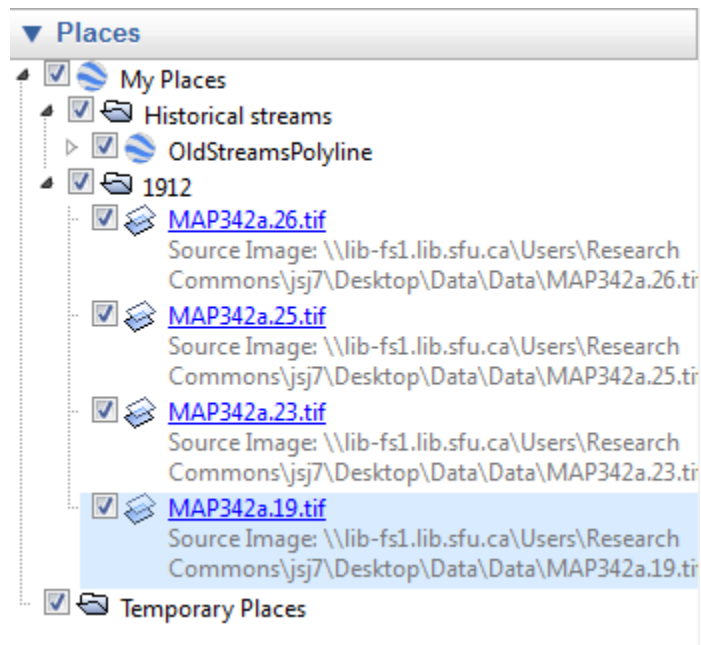 Places
My Places
Historical streams
OldStreamsPolyline
1912
MAP342a.26.tif
Source Image: \\lib-fs1.lib.sfu.ca\Users\Research
Commons\jsj7\Desktop\Data\Data\MAP342a.26.ti
MAP342a.25.tif
Source Image: \\lib-fs1.lib.sfu.ca\Users\Research
Commons\jsj7\Desktop\Data\Data\MAP342a.25.ti
MAP342a.23.tif
Source Image: \\lib-fs1.lib.sfu.ca\Users\Research
Commons\jsj7\Desktop\Data\Data\MAP342a.23.ti
MAP342a.19.tif
Source Image: \\lib-fs1.lib.sfu.ca\Users\Research
Commons\jsj7\Desktop\Data\Data\MAP342a.19.ti
Temporary Places